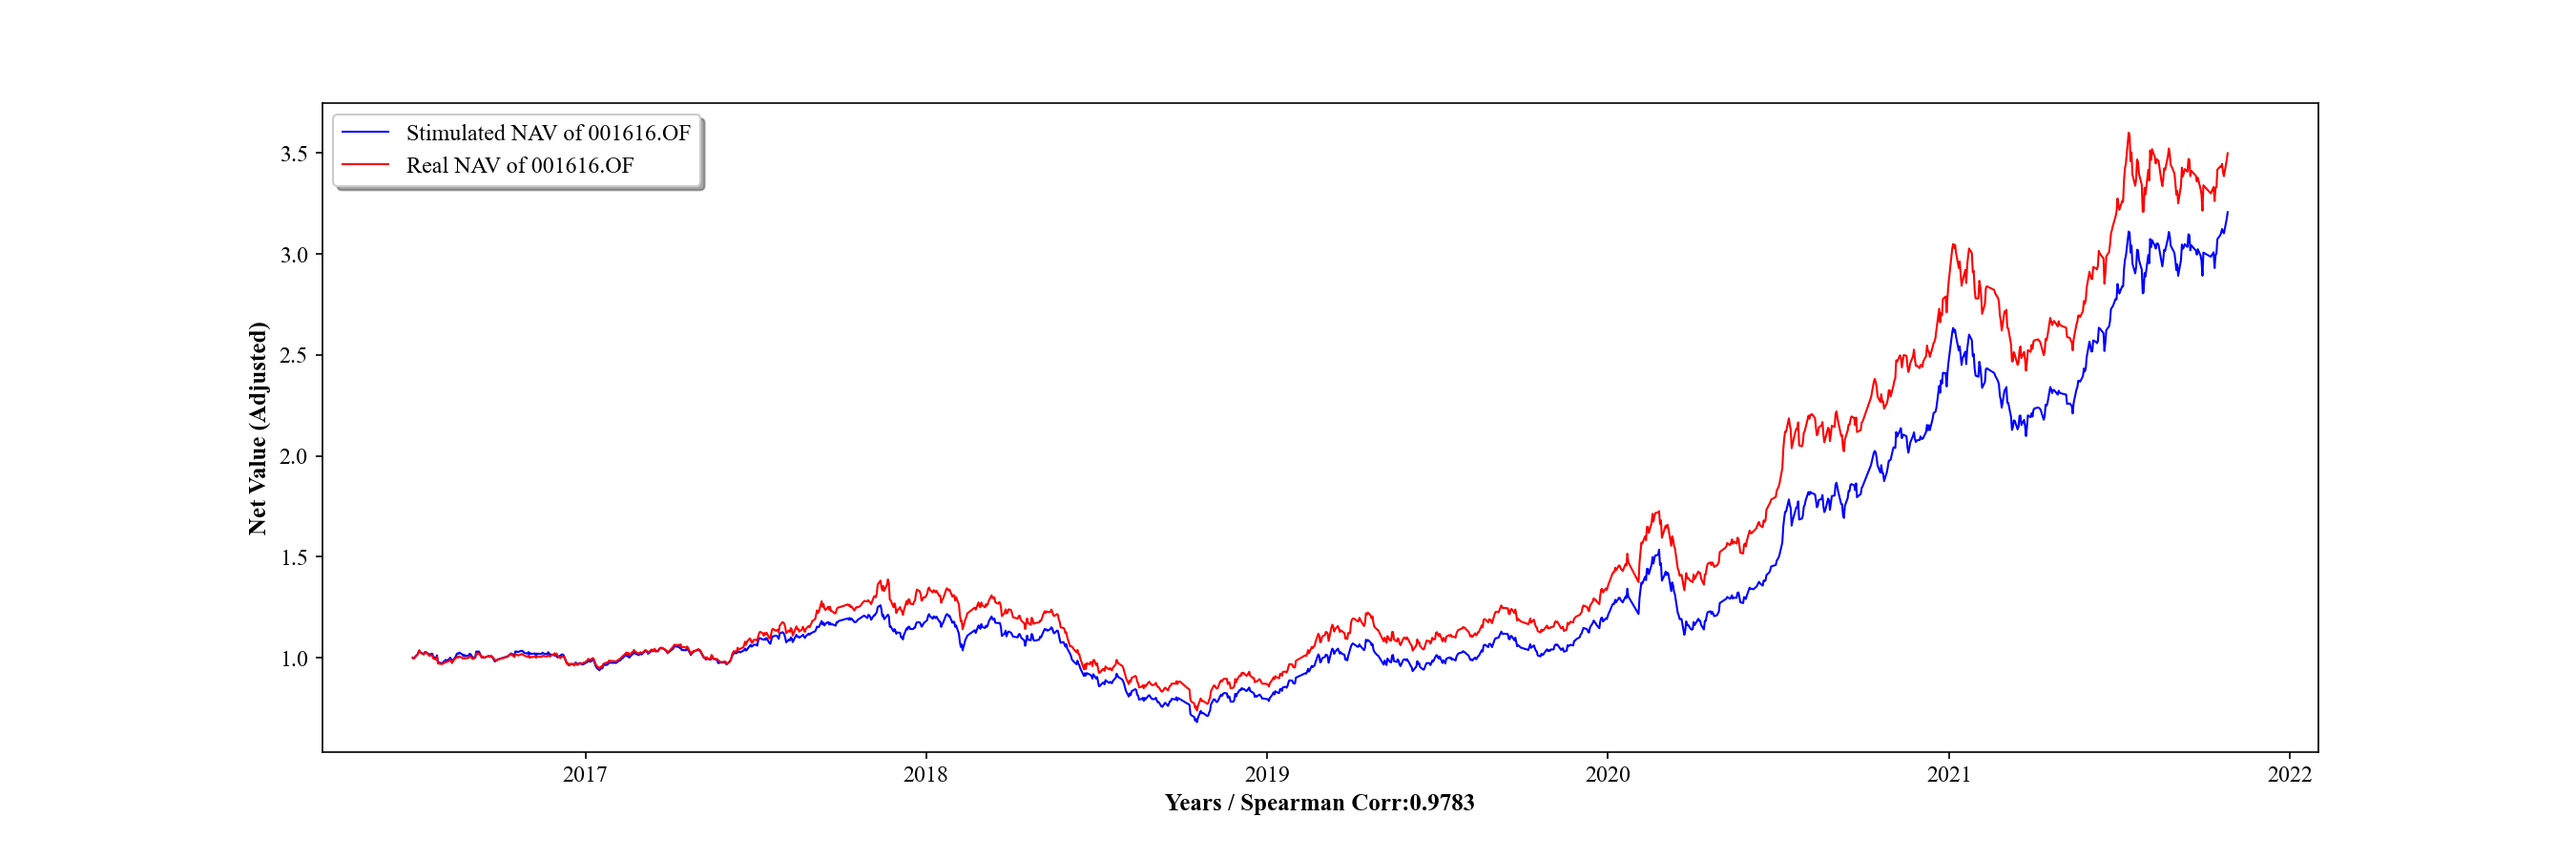 Stimulated NAV of 001616.OF
Real NAV of 001616.OF
3.5
3.0
2.5
2.0
1.5
1.0
Net Value (Adjusted)
2017 2018 2019 2020 2021 2022
Years / Spearman Corr:0.9783